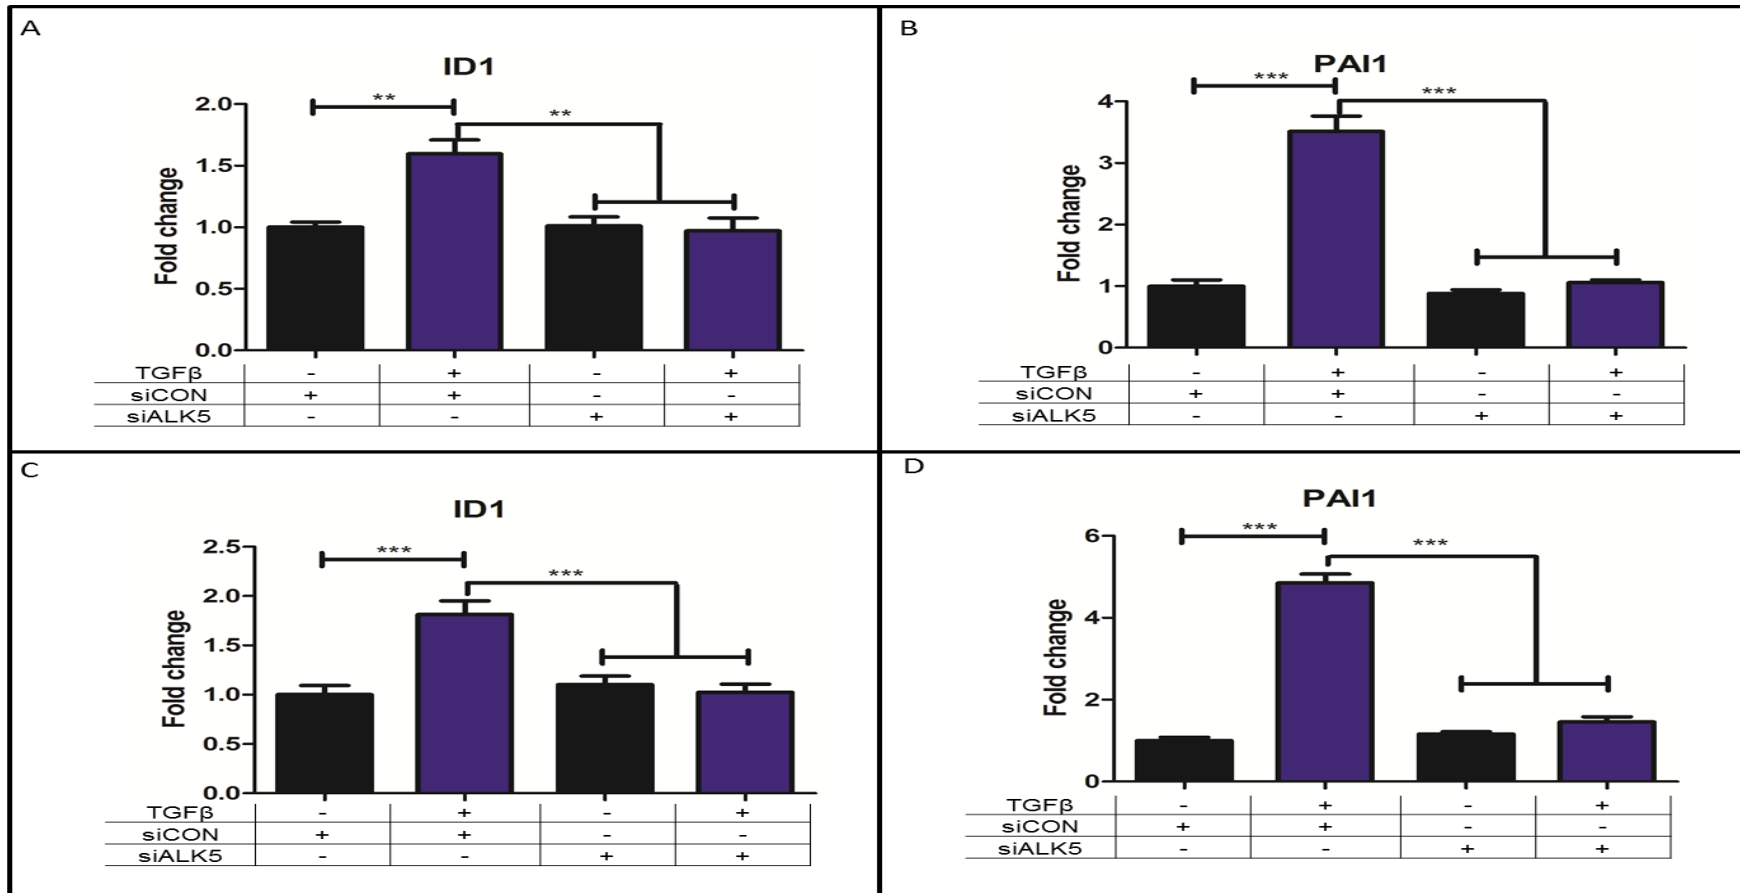 A
ID1
**
**
2.0
1.5
1.0
0.5
0.0
Fold change
TGFβ - + - +
siCON + + - -
siALK5 - - + +
B
PAI1
***
***
4
3
2
1
0
Fold change
TGFβ - + - +
siCON + + - -
siALK5 - - + +
C
ID1
***
***
2.5
2.0
1.5
1.0
0.5
0.0
Fold change
TGFβ - + - +
siCON + + - -
siALK5 - - + +
D
PAI1
***
***
6
4
2
0
Fold change
TGFβ - + - +
siCON + + - -
siALK5 - - + +